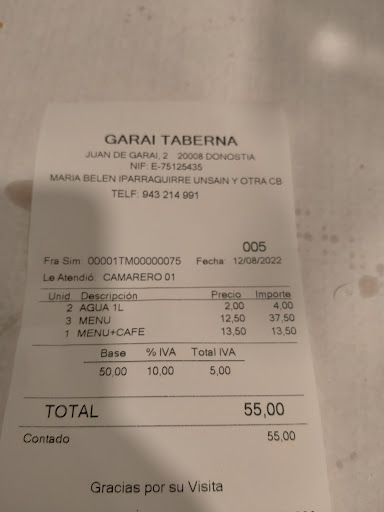 GARAI TABERNA
JUAN DE GARAI, 2 20008 DONOSTIA
NIF: E-75125435
MARIA BELEN IPARRAGUIRRE UNSAIN Y OTRA CB
TELF: 943 214 991
005
Fra Sim 00001TM00000075 Fecha: 12/08/2022
Le Atendió: CAMARERO 01
Unid. Descripción Precio Importe
2 AGUA 1L 2,00 4,00
3 MENU 12,50 37,50
1 MENU+CAFE 13,50 13,50
Base % IVA Total IVA
50,00 10,00 5,00
TOTAL 55,00
Contado 55,00
Gracias por su Visita